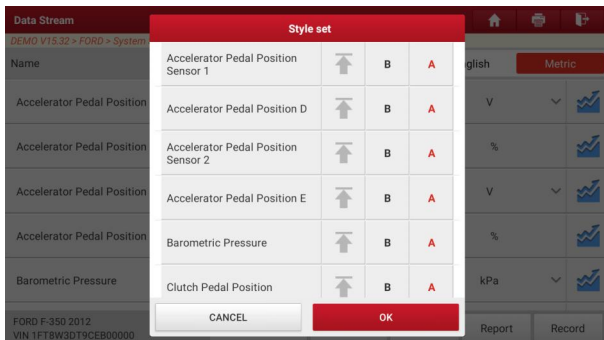 Data Stream
Style set
DEMO V15.32 > FORD > System
Name
nglish
Metric
Accelerator Pedal Position
Sensor 1
B
A
Accelerator Pedal Position
V
Accelerator Pedal Position D
B
A
Accelerator Pedal Position
%
Accelerator Pedal Position
Sensor 2
B
A
Accelerator Pedal Position
V
Accelerator Pedal Position E
B
A
Accelerator Pedal Position
%
Barometric Pressure
B
A
Barometric Pressure
kPa
Clutch Pedal Position
B
A
CANCEL
OK
FORD F-350 2012
VIN 1FT8W3DT9CEB00000
Report
Record